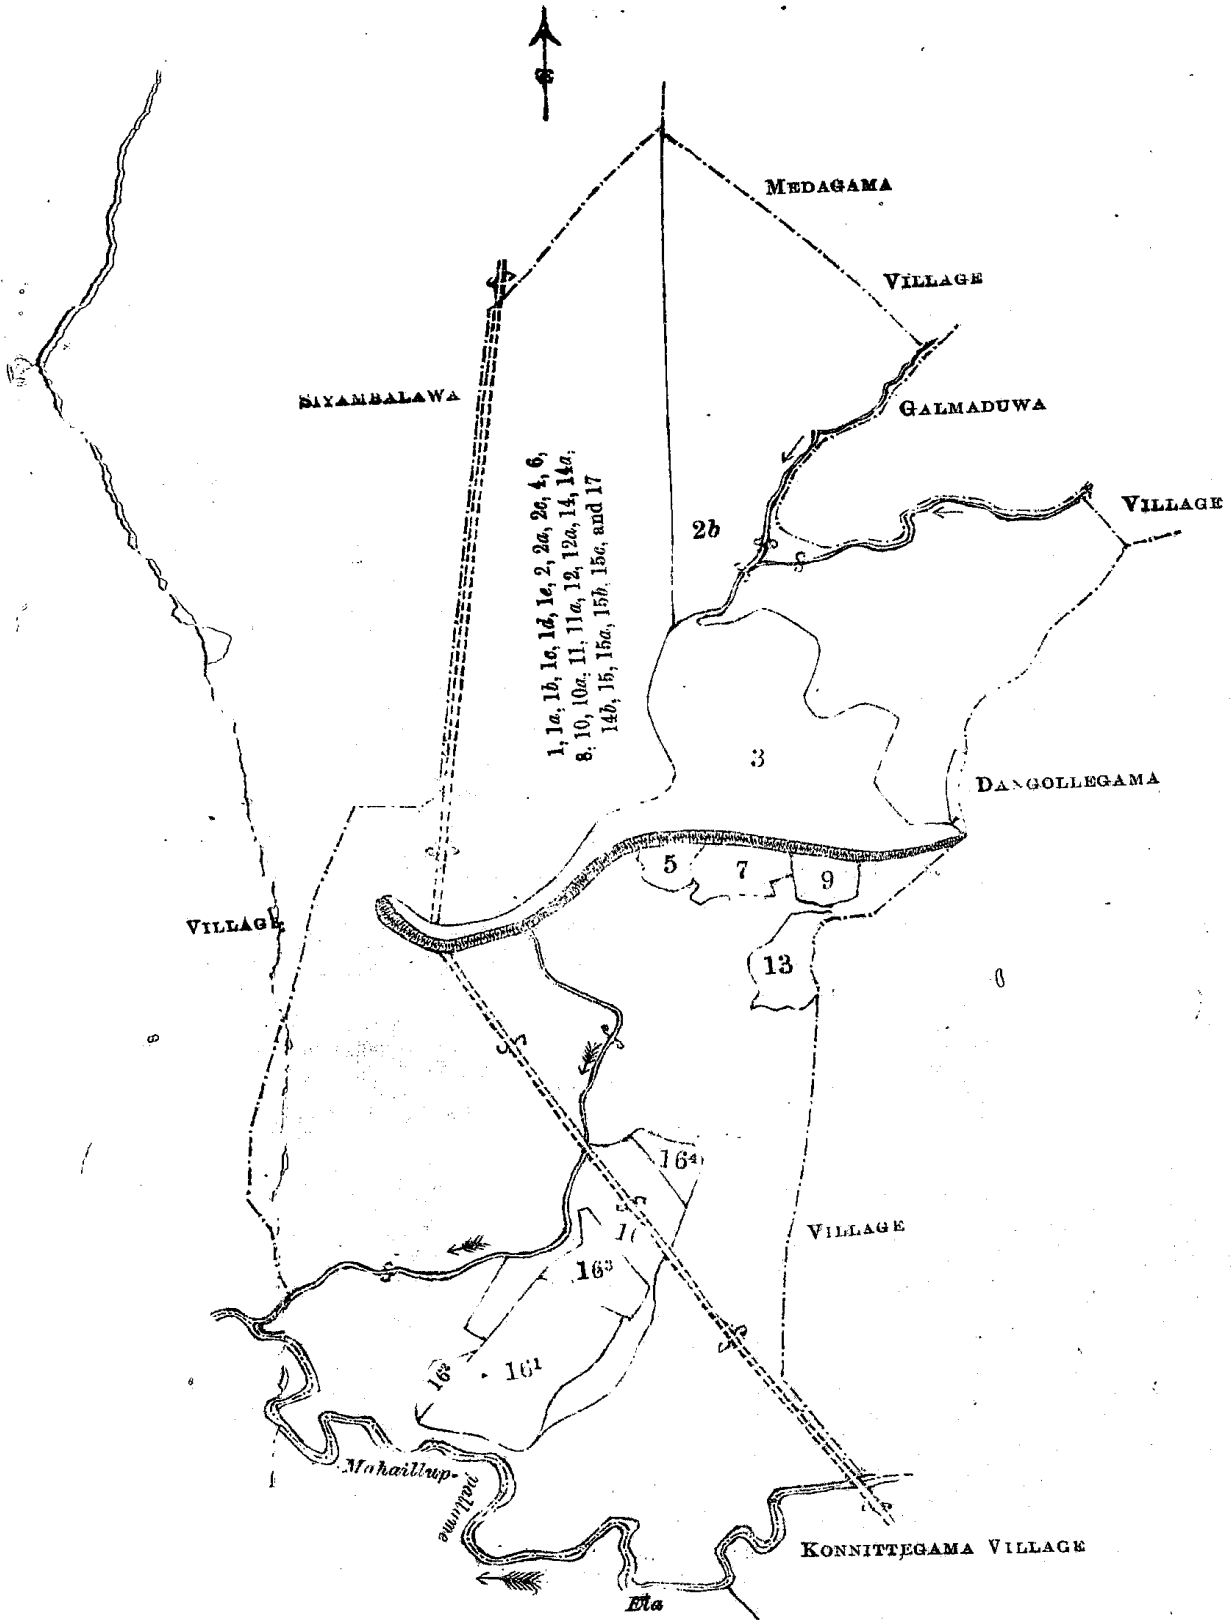 MEDAGAMA
VILLAGE
SIYAMBALAWA
GALMADUWA
VILLAGE
1, 1a, 1b, 1c, 1d, 1e, 2, 2a, 2c, 4, 6,
8, 10, 10a, 11, 11a, 12, 12a, 14, 14a,
14b, 15, 15a, 15b, 15c, and 17
2b
3
DANGOLLEGAMA
5
7
9
VILLAGE
13
16⁴
16³
VILLAGE
16²
16¹
Mahaillup-
pallama
KONNITTEGAMA VILLAGE
Ela